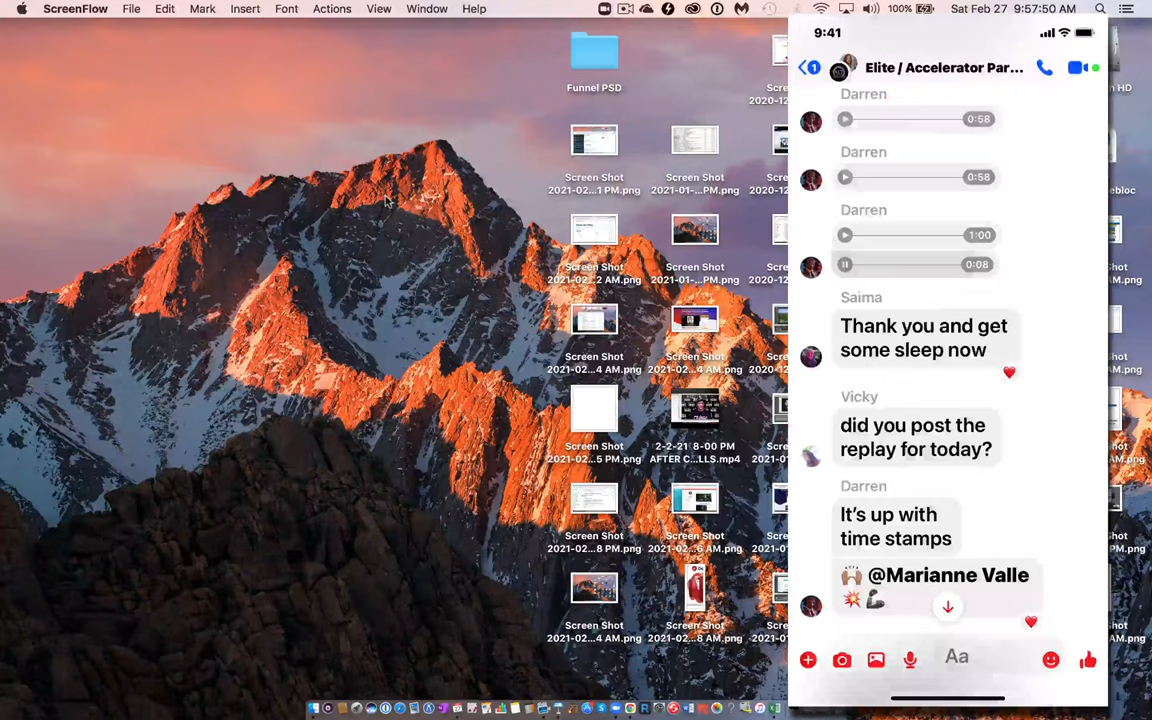 ScreenFlow File Edit Mark Insert Font Actions View Window Help 100% Sat Feb 27 9:57:50 AM
Funnel PSD
Screen Shot
2021-02...1 PM.png
Screen Shot
2021-01-...PM.png
Screen Shot
2021-02...2 AM.png
Screen Shot
2021-01-...PM.png
Screen Shot
2021-02...4 AM.png
Screen Shot
2021-02...4 AM.png
Screen Shot
2021-02...5 PM.png
2-2-21 8-00 PM
AFTER C...LLS.mp4
Screen Shot
2021-02...8 PM.png
Screen Shot
2021-02...6 AM.png
Screen Shot
2021-02...4 AM.png
Screen Shot
2021-02...8 AM.png
9:41
1 Elite / Accelerator Par...
Darren
0:58
Darren
0:58
Darren
1:00
0:08
Saima
Thank you and get
some sleep now
❤️
Vicky
did you post the
replay for today?
Darren
It's up with
time stamps
🙌🏽 @Marianne Valle
💥 🦾
❤️
Aa